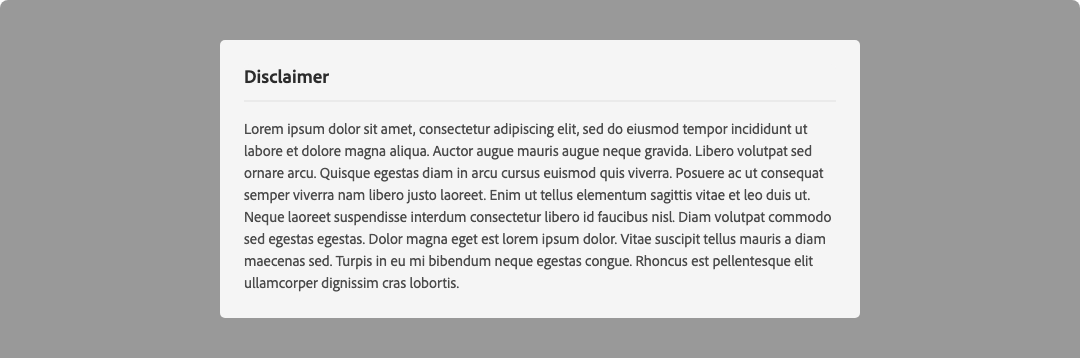 Disclaimer
Lorem ipsum dolor sit amet, consectetur adipiscing elit, sed do eiusmod tempor incididunt ut
labore et dolore magna aliqua. Auctor augue mauris augue neque gravida. Libero volutpat sed
ornare arcu. Quisque egestas diam in arcu cursus euismod quis viverra. Posuere ac ut consequat
semper viverra nam libero justo laoreet. Enim ut tellus elementum sagittis vitae et leo duis ut.
Neque laoreet suspendisse interdum consectetur libero id faucibus nisl. Diam volutpat commodo
sed egestas egestas. Dolor magna eget est lorem ipsum dolor. Vitae suscipit tellus mauris a diam
maecenas sed. Turpis in eu mi bibendum neque egestas congue. Rhoncus est pellentesque elit
ullamcorper dignissim cras lobortis.